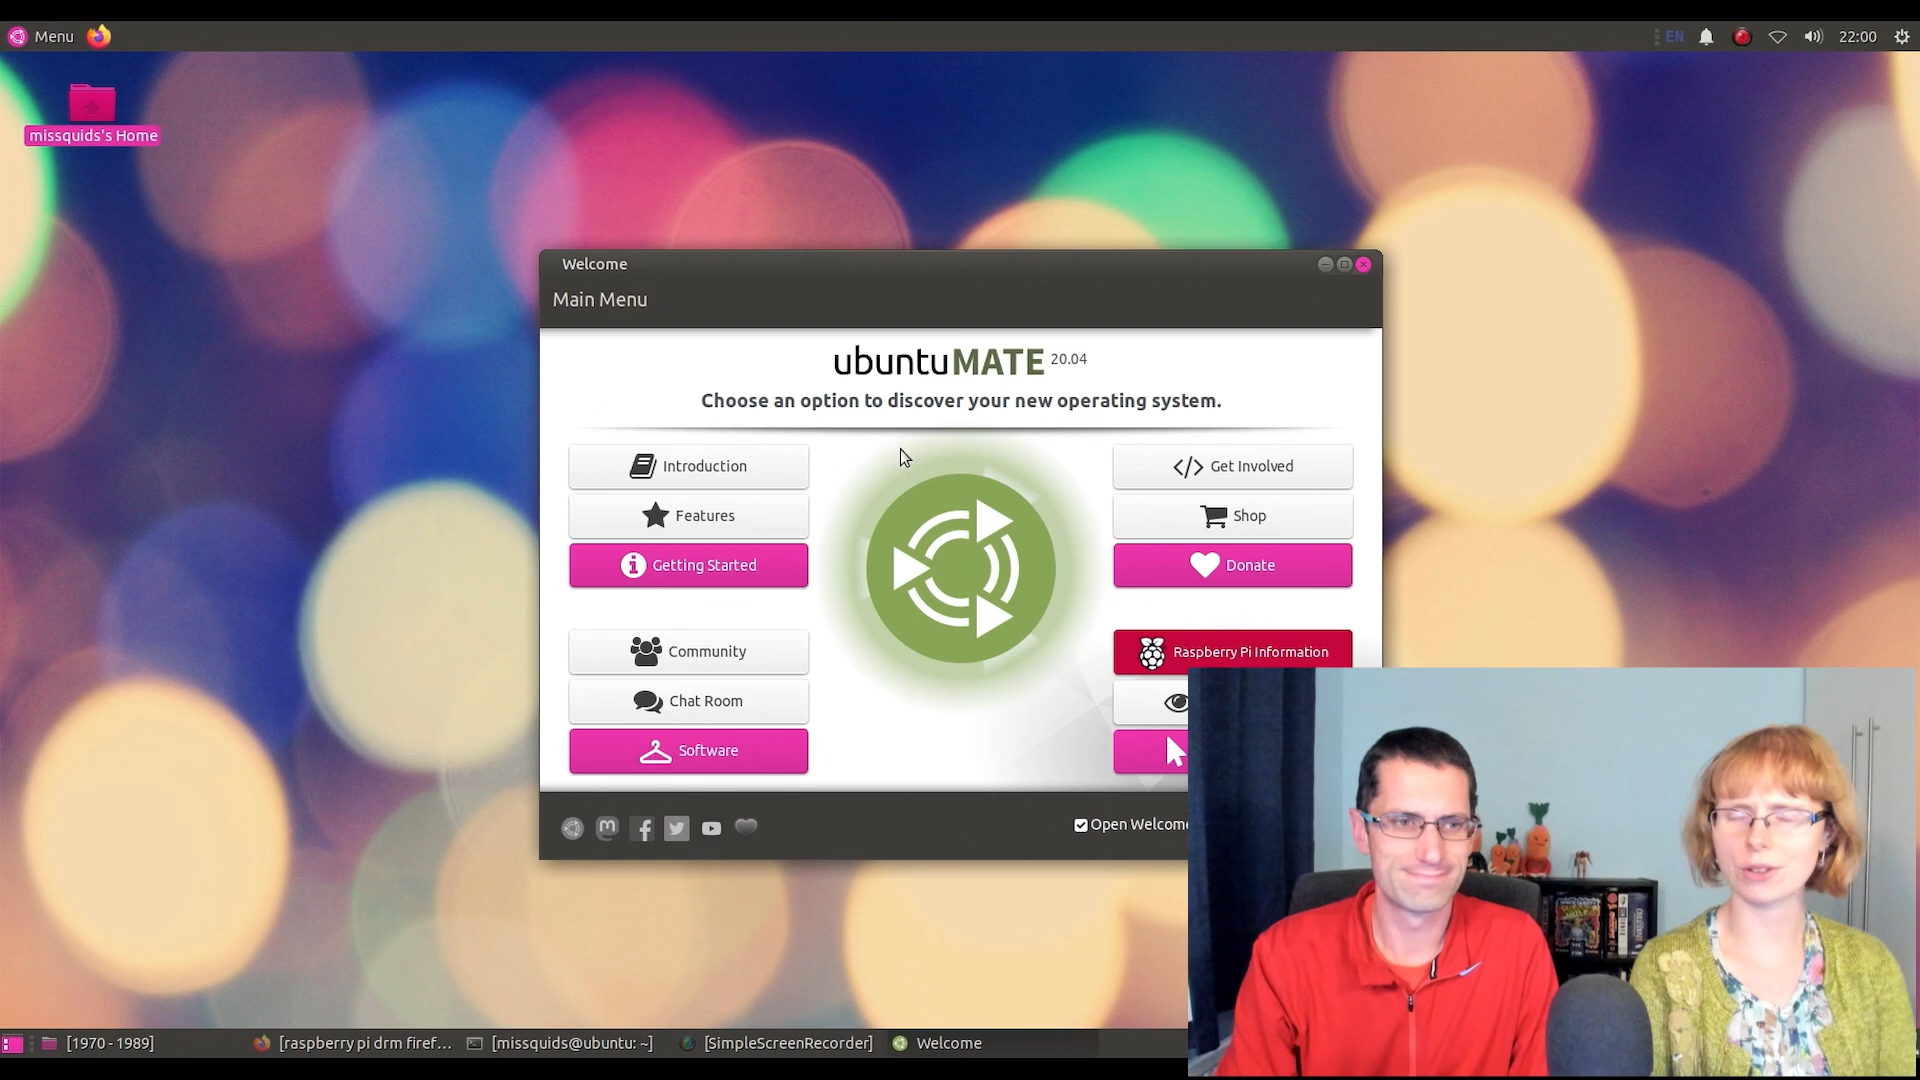 Menu
EN
22:00
missquids's Home
Welcome
Main Menu
ubuntuMATE 20.04
Choose an option to discover your new operating system.
Introduction
Features
Getting Started
Community
Chat Room
Software
Get Involved
Shop
Donate
Raspberry Pi Information
Open Welcome
[1970 - 1989]
[raspberry pi drm firef...
[missquids@ubuntu: ~]
[SimpleScreenRecorder]
Welcome